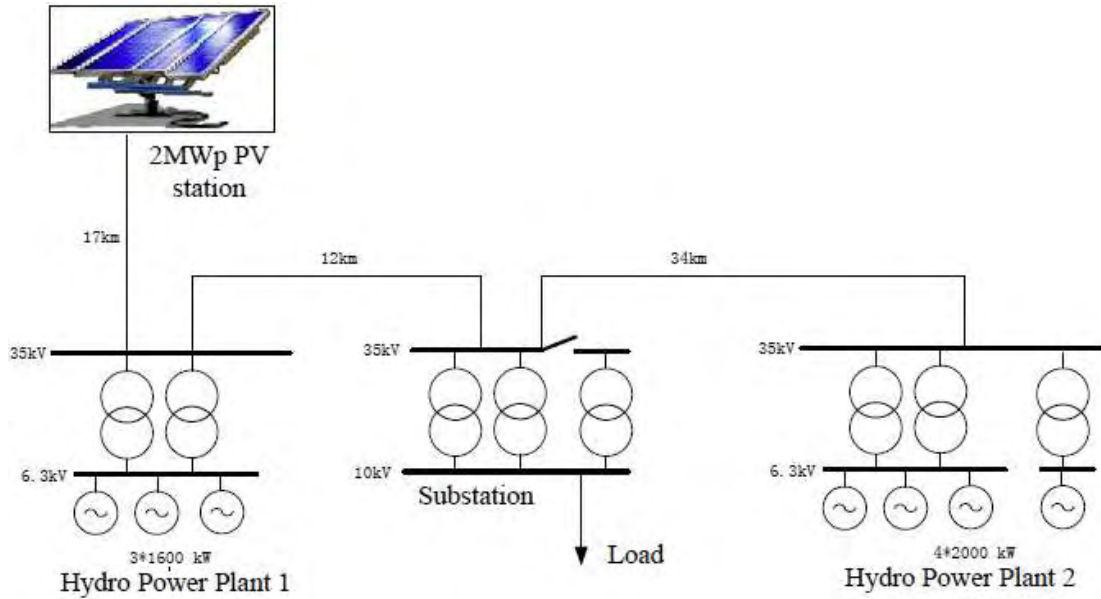 2MWp PV
station
17km
12km
34km
35kV
35kV
35kV
6.3kV
10kV
6.3kV
Substation
Load
3*1600 kW
Hydro Power Plant 1
4*2000 kW
Hydro Power Plant 2